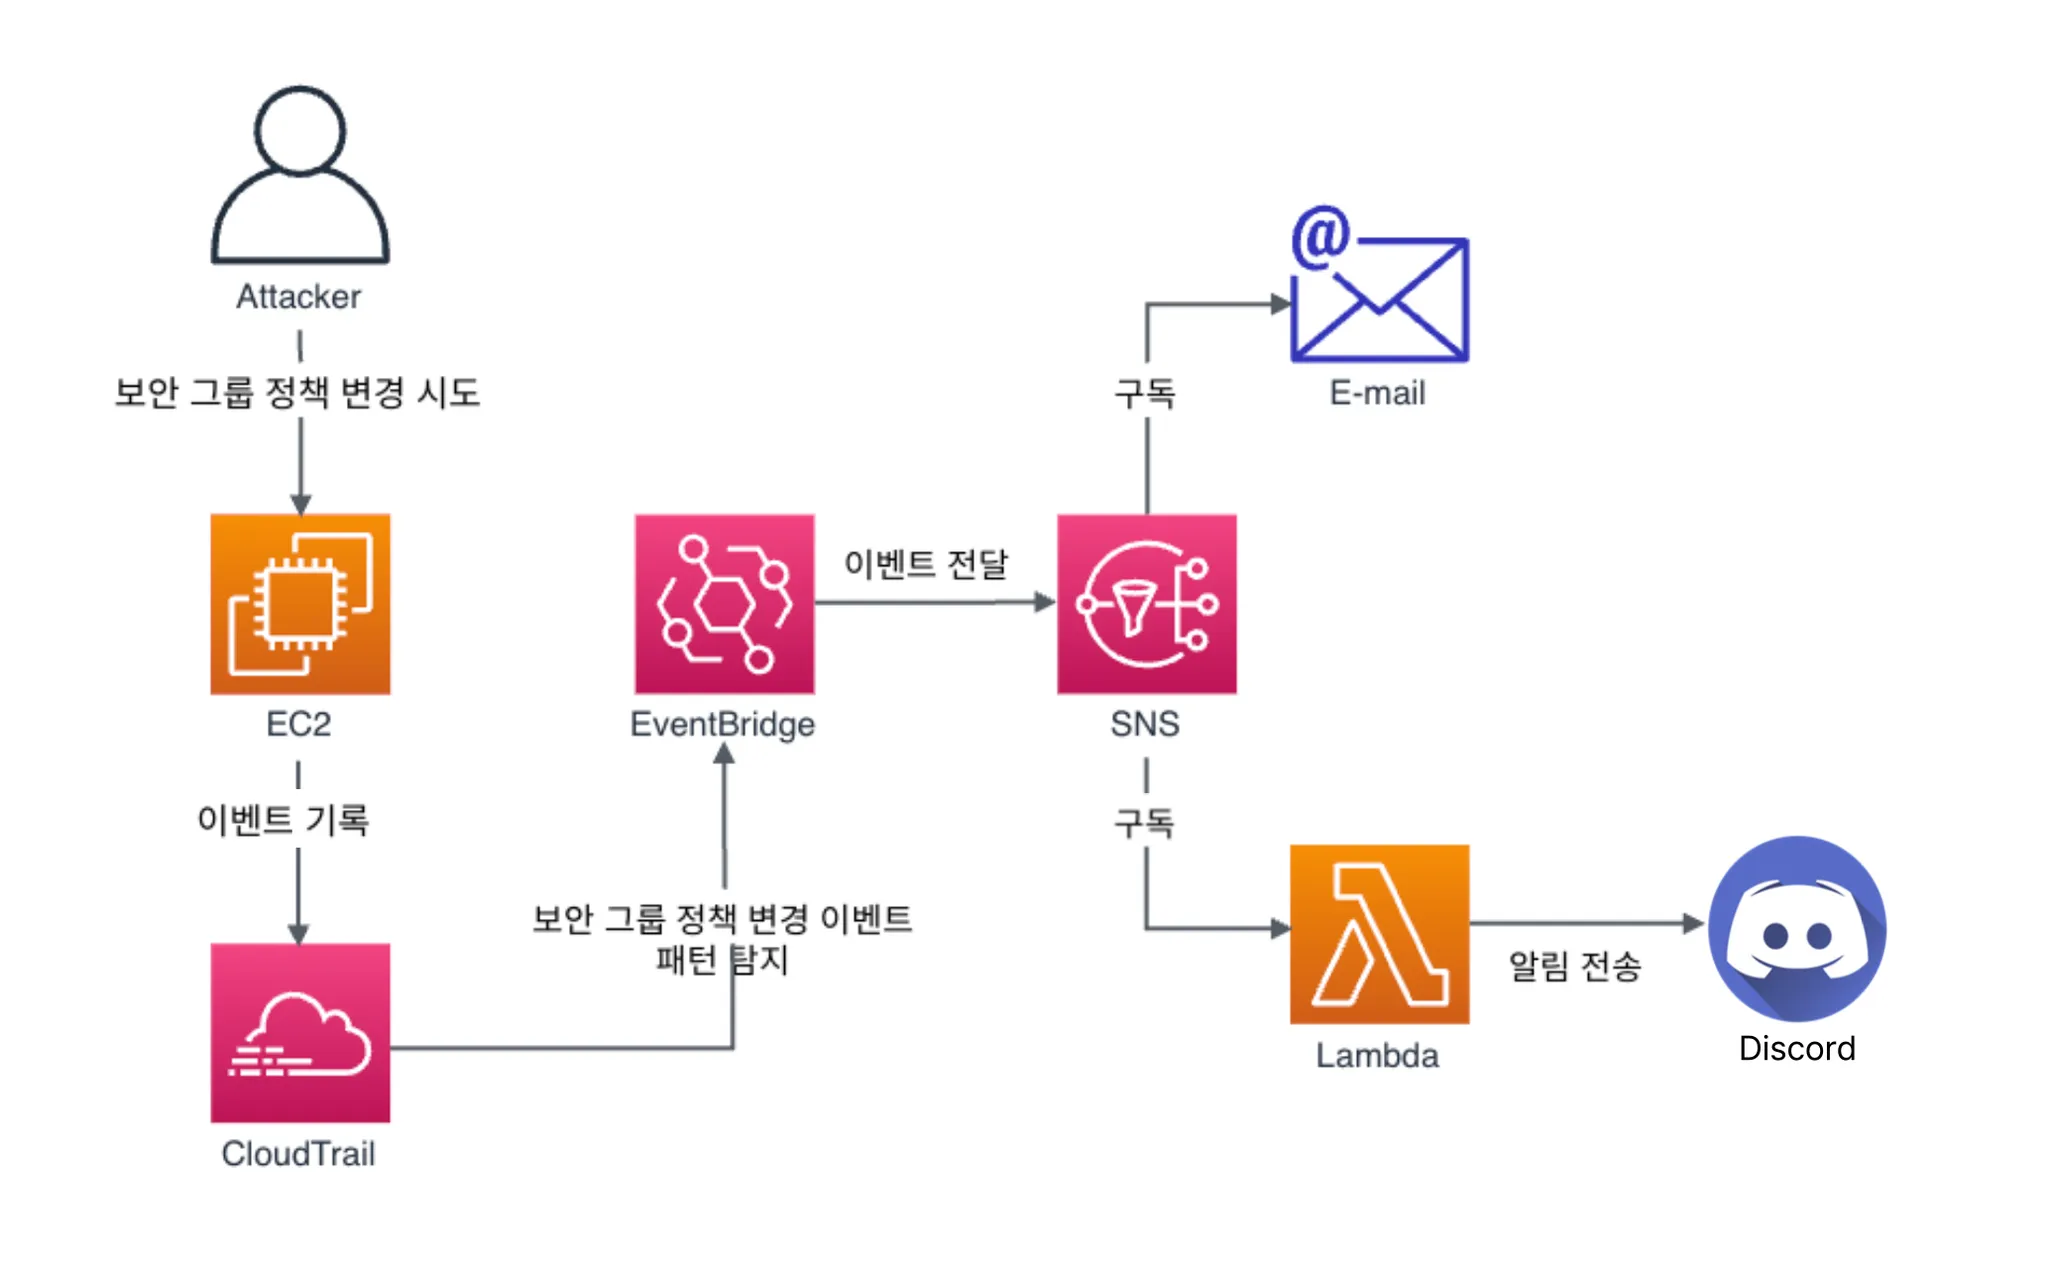 Attacker
보안 그룹 정책 변경 시도
EC2
이벤트 기록
CloudTrail
보안 그룹 정책 변경 이벤트
패턴 탐지
EventBridge
이벤트 전달
SNS
구독
@
E-mail
구독
Lambda
알림 전송
Discord